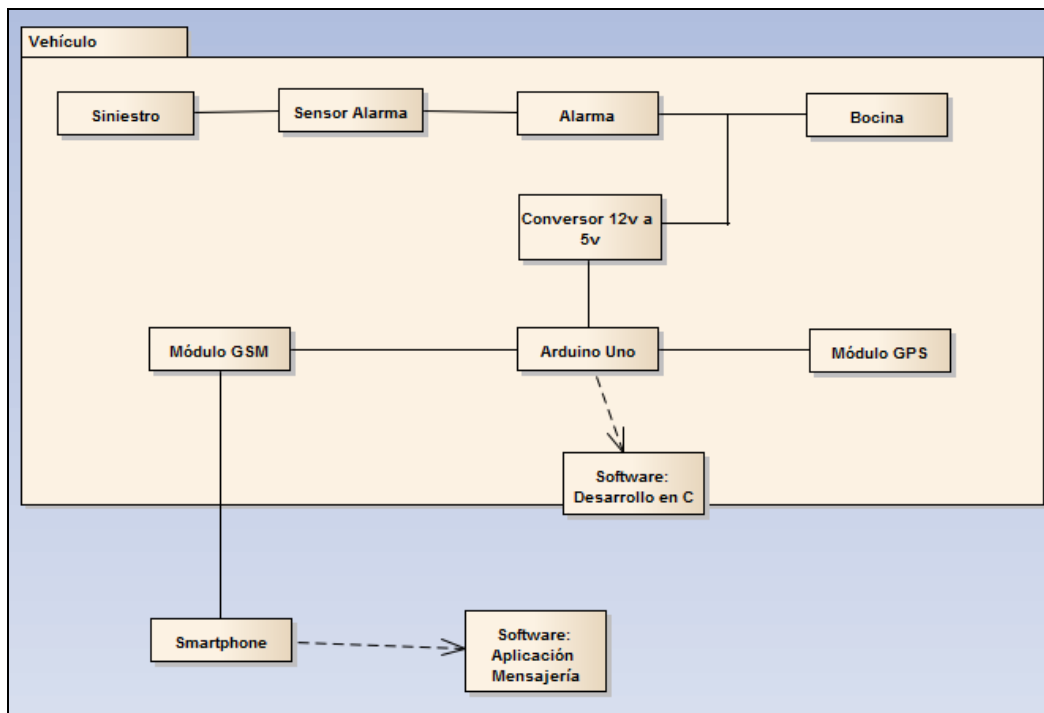 Vehículo
Siniestro
Sensor Alarma
Alarma
Bocina
Conversor 12v a
5v
Módulo GSM
Arduino Uno
Módulo GPS
Software:
Desarrollo en C
Smartphone
Software:
Aplicación
Mensajería